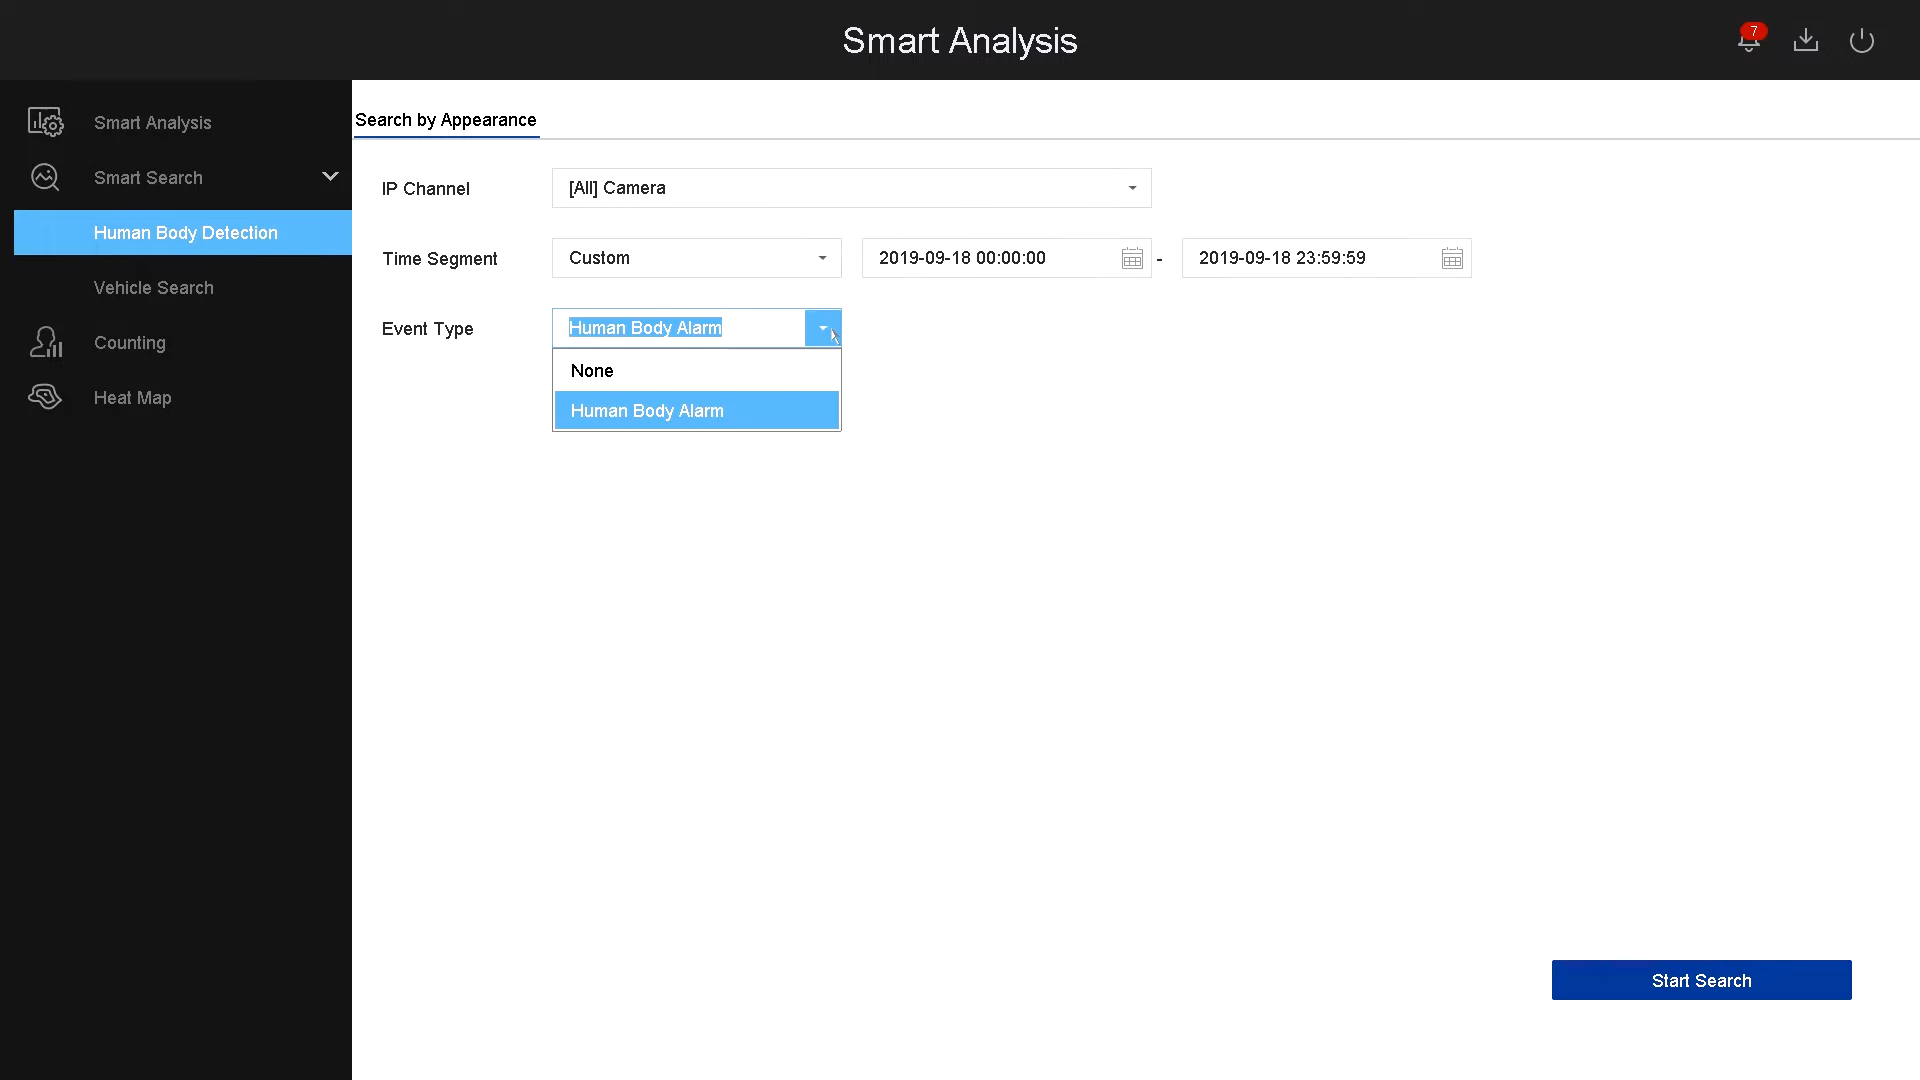 Smart Analysis
7
Smart Analysis
Smart Search
Human Body Detection
Vehicle Search
Counting
Heat Map
Search by Appearance
IP Channel
[All] Camera
Time Segment
Custom
2019-09-18 00:00:00
-
2019-09-18 23:59:59
Event Type
Human Body Alarm
None
Human Body Alarm
Start Search